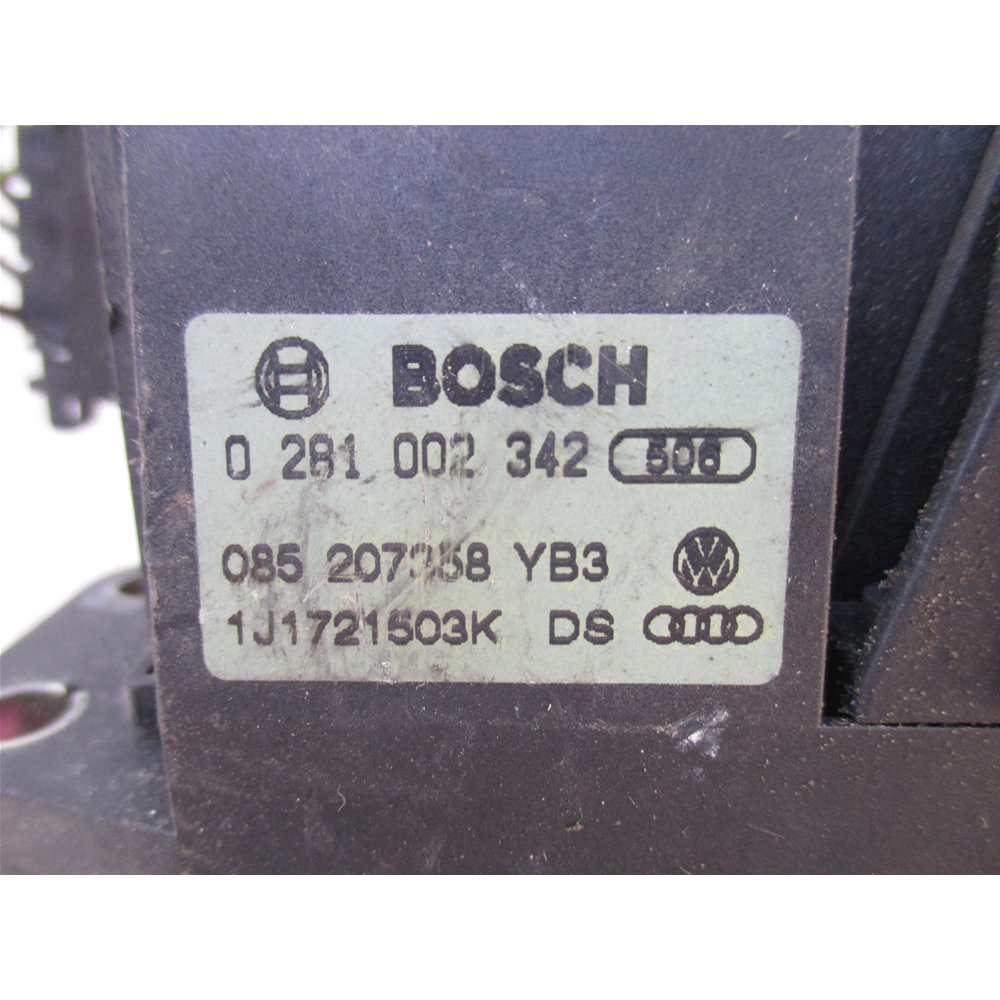 BOSCH
0 281 002 342 506
085 207358 YB3
1J1721503K DS